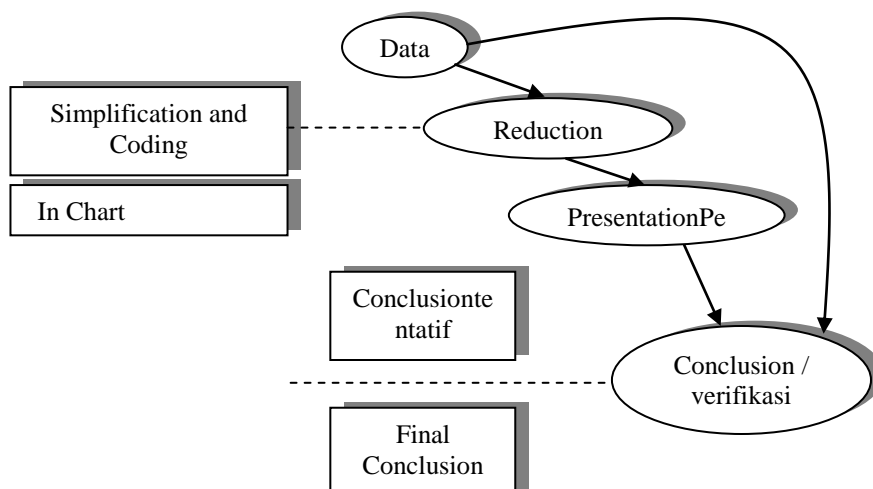 Data
Simplification and
Coding
Reduction
In Chart
PresentationPe
Conclusionte
ntatif
Conclusion /
verifikasi
Final
Conclusion